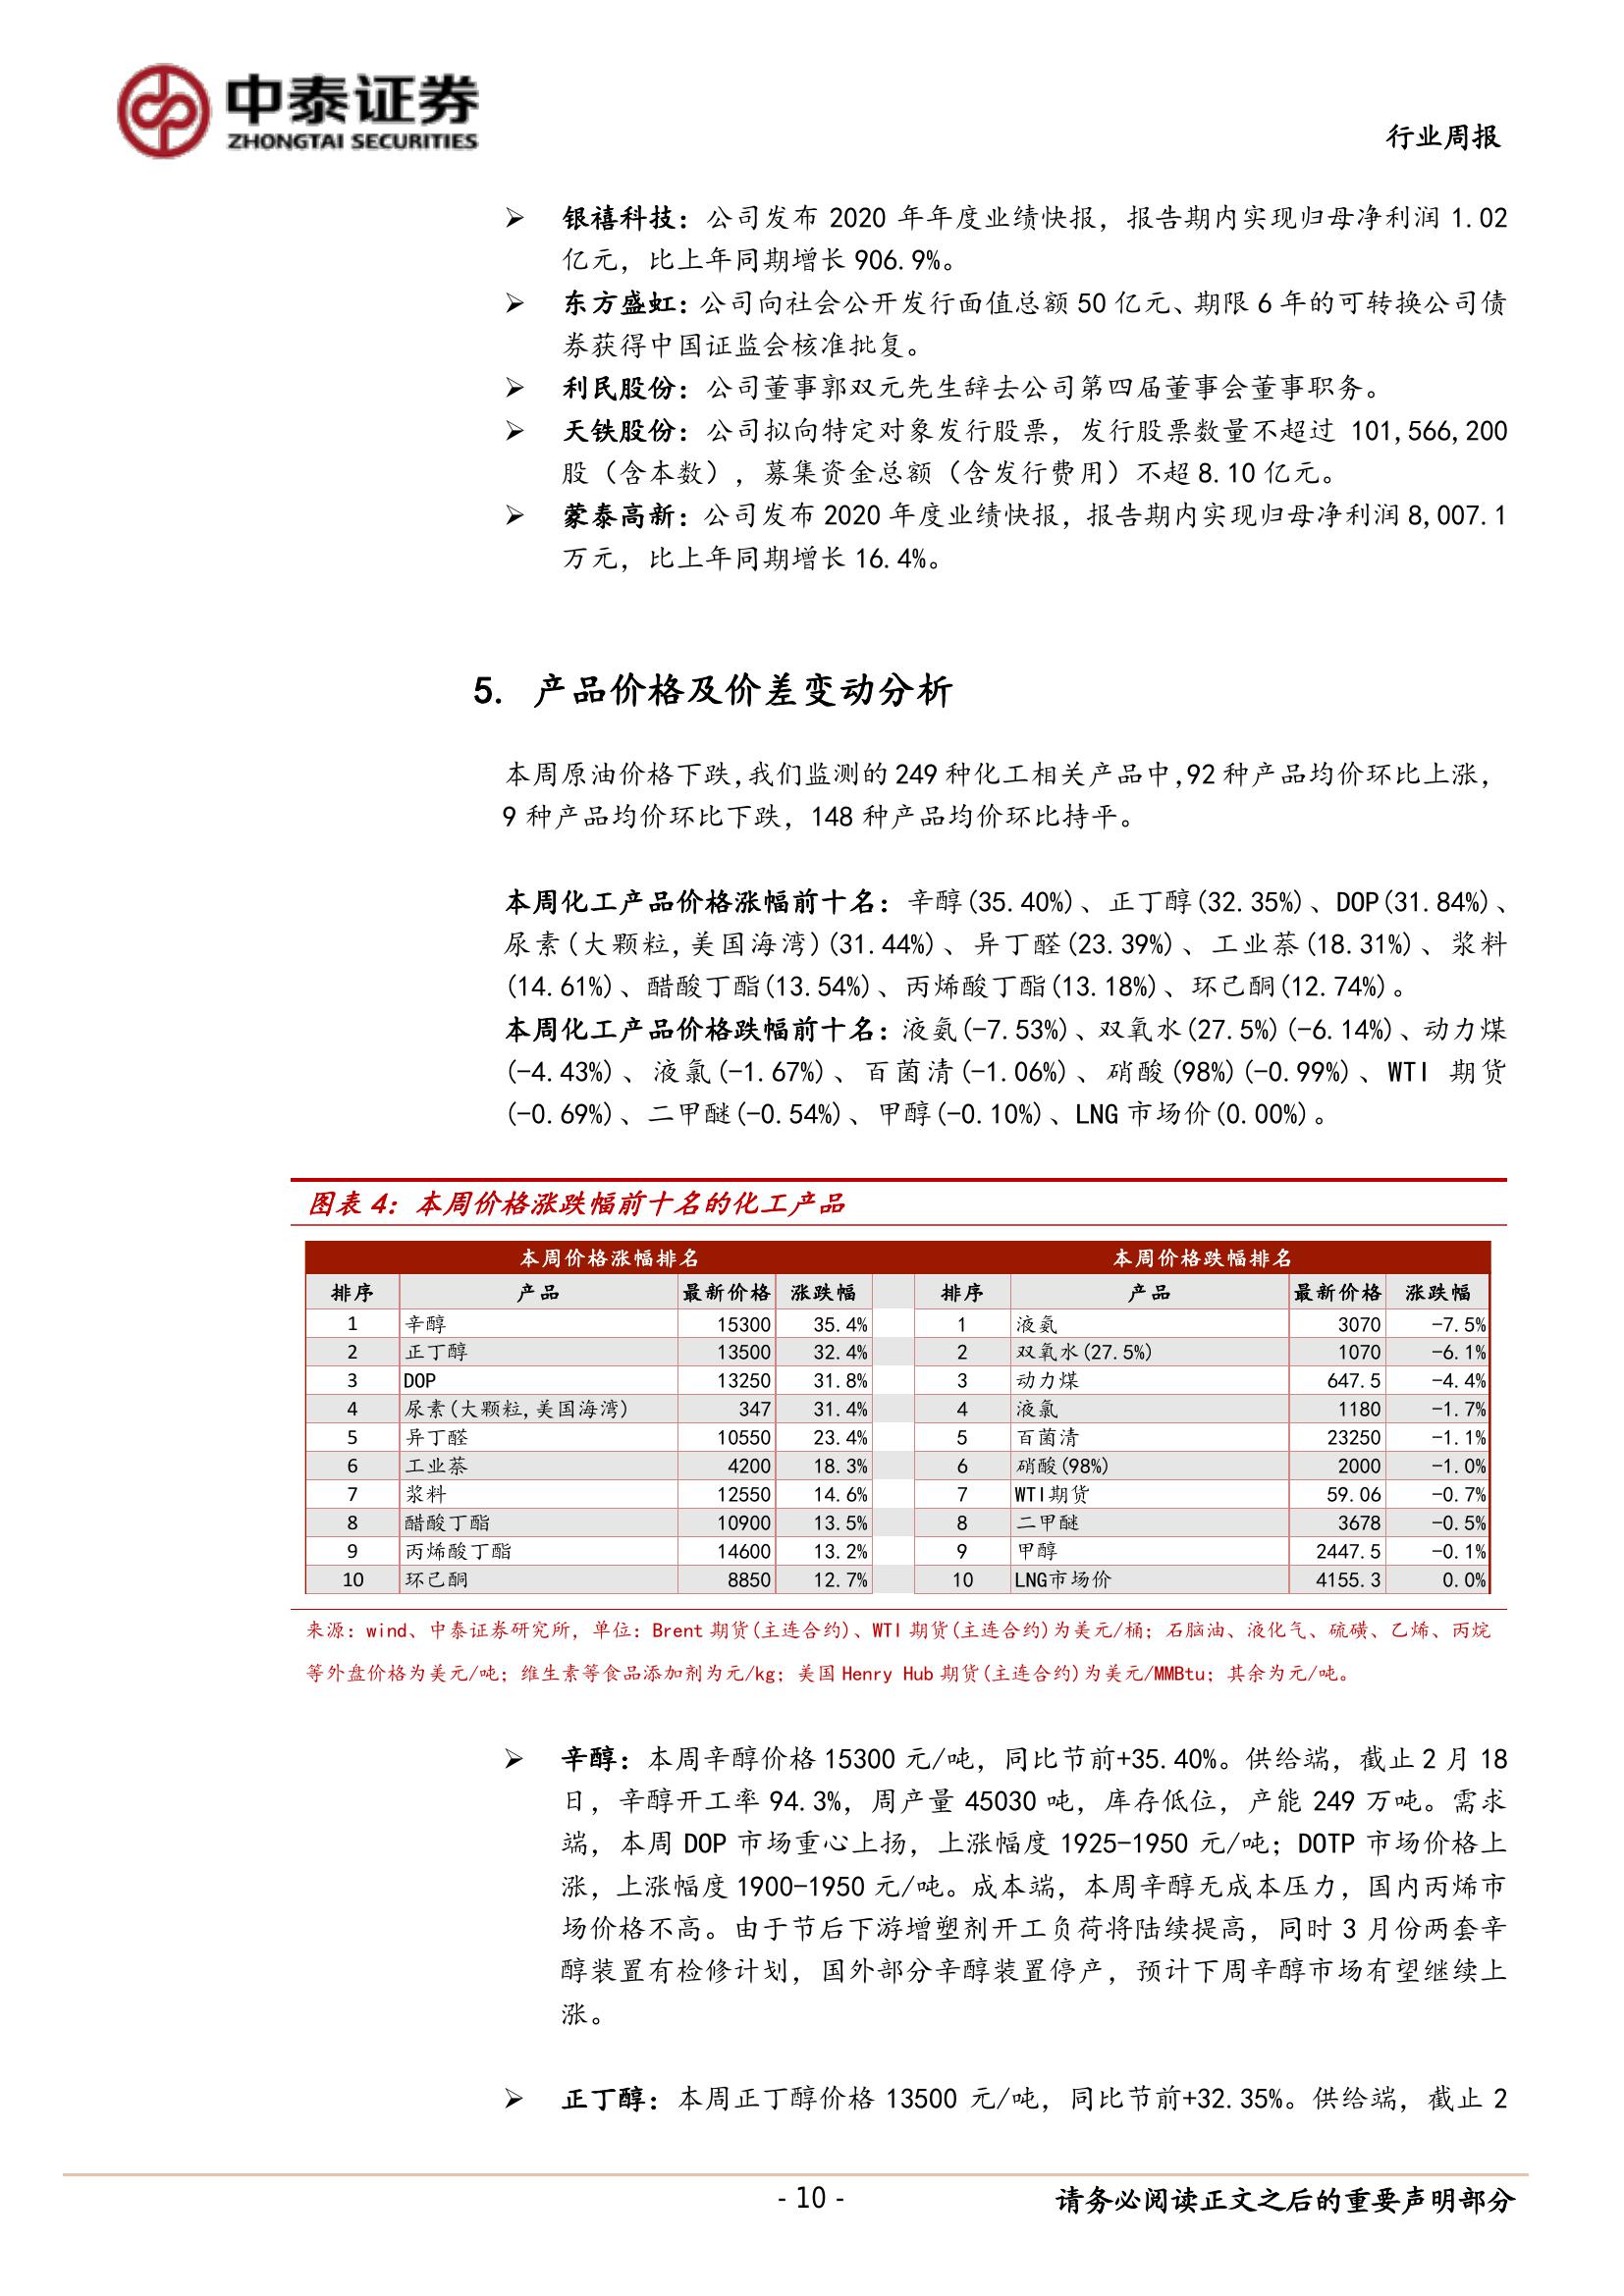 中泰证券
ZHONGTAI SECURITIES
行业周报
➢ 银禧科技：公司发布 2020 年年度业绩快报，报告期内实现归母净利润 1.02
亿元，比上年同期增长 906.9%。
➢ 东方盛虹：公司向社会公开发行面值总额 50 亿元、期限 6 年的可转换公司债
券获得中国证监会核准批复。
➢ 利民股份：公司董事郭双元先生辞去公司第四届董事会董事职务。
➢ 天铁股份：公司拟向特定对象发行股票，发行股票数量不超过 101,566,200
股（含本数），募集资金总额（含发行费用）不超 8.10 亿元。
➢ 蒙泰高新：公司发布 2020 年度业绩快报，报告期内实现归母净利润 8,007.1
万元，比上年同期增长 16.4%。
5. 产品价格及价差变动分析
本周原油价格下跌,我们监测的 249 种化工相关产品中,92 种产品均价环比上涨，
9 种产品均价环比下跌，148 种产品均价环比持平。
本周化工产品价格涨幅前十名：辛醇(35.40%)、正丁醇(32.35%)、DOP(31.84%)、
尿素(大颗粒,美国海湾)(31.44%)、异丁醛(23.39%)、工业萘(18.31%)、浆料
(14.61%)、醋酸丁酯(13.54%)、丙烯酸丁酯(13.18%)、环己酮(12.74%)。
本周化工产品价格跌幅前十名：液氨(-7.53%)、双氧水(27.5%)(-6.14%)、动力煤
(-4.43%)、液氯(-1.67%)、百菌清(-1.06%)、硝酸(98%)(-0.99%)、WTI 期货
(-0.69%)、二甲醚(-0.54%)、甲醇(-0.10%)、LNG 市场价(0.00%)。
图表 4：本周价格涨跌幅前十名的化工产品
本周价格涨幅排名 本周价格跌幅排名
排序 产品 最新价格 涨跌幅 排序 产品 最新价格 涨跌幅
1 辛醇 15300 35.4% 1 液氨 3070 -7.5%
2 正丁醇 13500 32.4% 2 双氧水(27.5%) 1070 -6.1%
3 DOP 13250 31.8% 3 动力煤 647.5 -4.4%
4 尿素(大颗粒,美国海湾) 347 31.4% 4 液氯 1180 -1.7%
5 异丁醛 10550 23.4% 5 百菌清 23250 -1.1%
6 工业萘 4200 18.3% 6 硝酸(98%) 2000 -1.0%
7 浆料 12550 14.6% 7 WTI期货 59.06 -0.7%
8 醋酸丁酯 10900 13.5% 8 二甲醚 3678 -0.5%
9 丙烯酸丁酯 14600 13.2% 9 甲醇 2447.5 -0.1%
10 环己酮 8850 12.7% 10 LNG市场价 4155.3 0.0%
来源：wind、中泰证券研究所，单位：Brent 期货(主连合约)、WTI 期货(主连合约)为美元/桶；石脑油、液化气、硫磺、乙烯、丙烷
等外盘价格为美元/吨；维生素等食品添加剂为元/kg；美国 Henry Hub 期货(主连合约)为美元/MMBtu；其余为元/吨。
➢ 辛醇：本周辛醇价格 15300 元/吨，同比节前+35.40%。供给端，截止 2 月 18
日，辛醇开工率 94.3%，周产量 45030 吨，库存低位，产能 249 万吨。需求
端，本周 DOP 市场重心上扬，上涨幅度 1925-1950 元/吨；DOTP 市场价格上
涨，上涨幅度 1900-1950 元/吨。成本端，本周辛醇无成本压力，国内丙烯市
场价格不高。由于节后下游增塑剂开工负荷将陆续提高，同时 3 月份两套辛
醇装置有检修计划，国外部分辛醇装置停产，预计下周辛醇市场有望继续上
涨。
➢ 正丁醇：本周正丁醇价格 13500 元/吨，同比节前+32.35%。供给端，截止 2
- 10 -
请务必阅读正文之后的重要声明部分